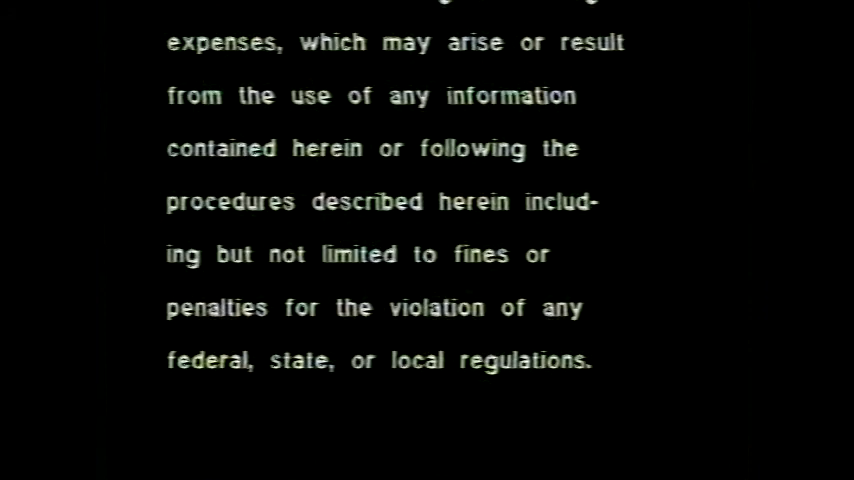 expenses, which may arise or result
from the use of any information
contained herein or following the
procedures described herein includ-
ing but not limited to fines or
penalties for the violation of any
federal, state, or local regulations.